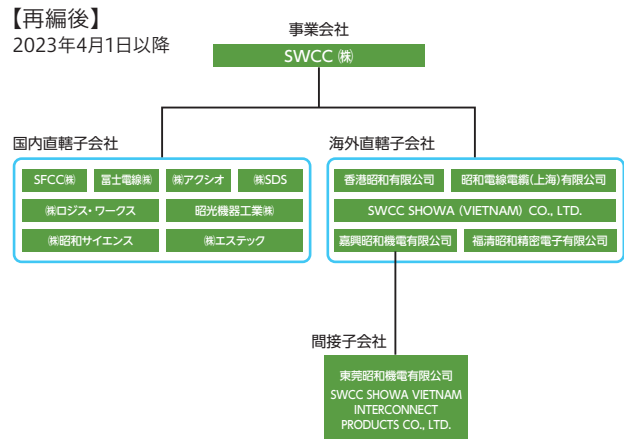 【再編後】
2023年4月1日以降
事業会社
SWCC ㈱
国内直轄子会社
SFCC㈱
冨士電線㈱
㈱アクシオ
㈱SDS
㈱ロジス・ワークス
昭光機器工業㈱
㈱昭和サイエンス
㈱エステック
海外直轄子会社
香港昭和有限公司
昭和電線電纜(上海)有限公司
SWCC SHOWA (VIETNAM) CO., LTD.
嘉興昭和機電有限公司
福清昭和精密電子有限公司
間接子会社
東莞昭和機電有限公司
SWCC SHOWA VIETNAM
INTERCONNECT
PRODUCTS CO., LTD.